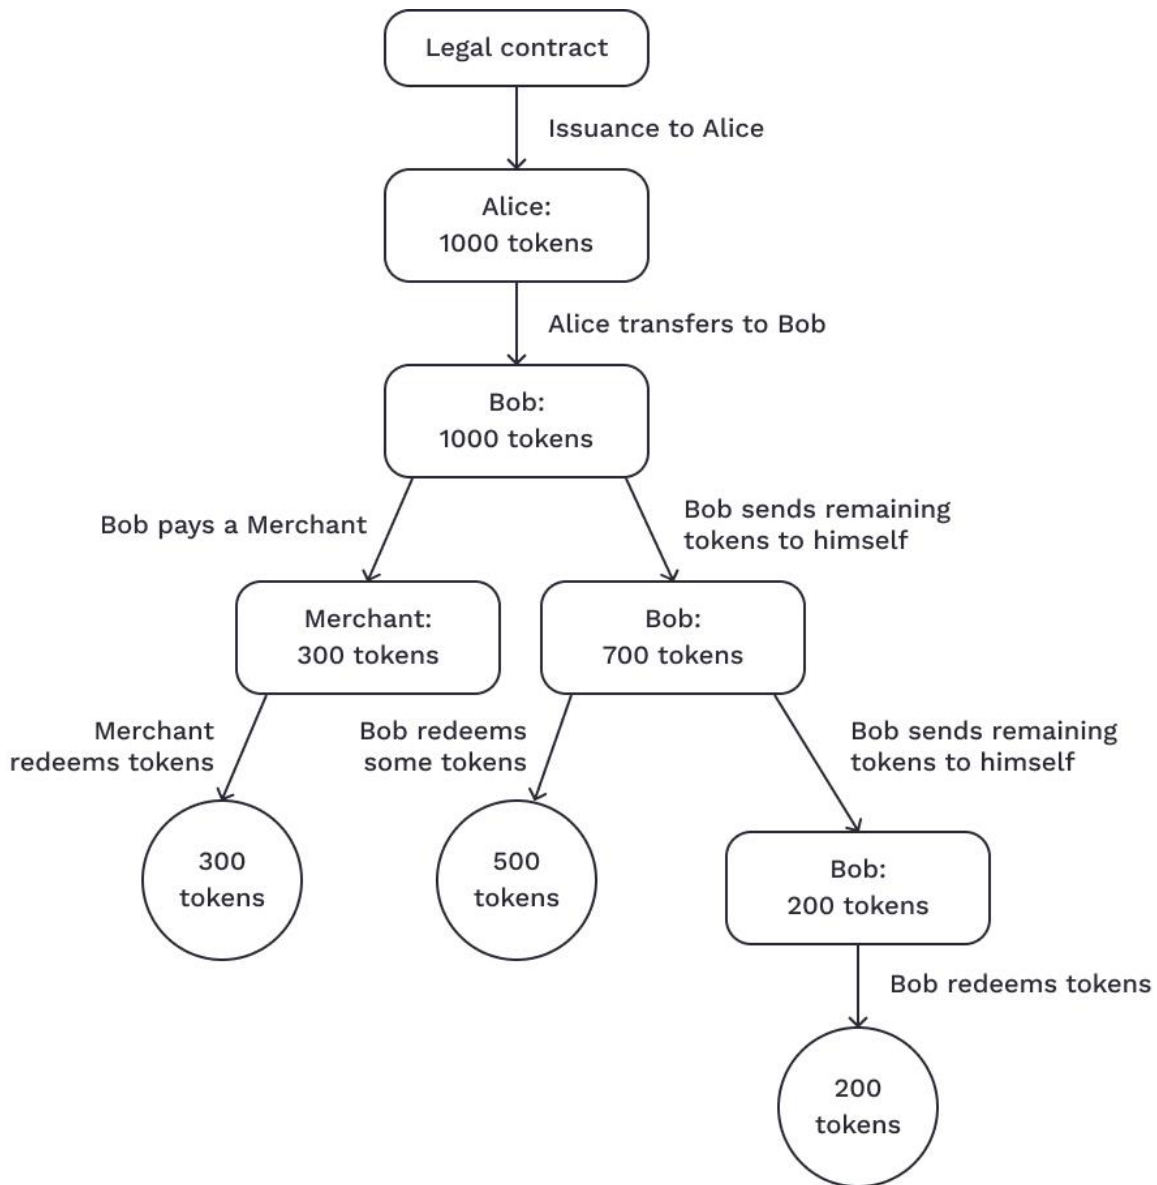 Legal contract
Issuance to Alice
Alice:
1000 tokens
Alice transfers to Bob
Bob:
1000 tokens
Bob pays a Merchant
Bob sends remaining
tokens to himself
Merchant:
300 tokens
Bob:
700 tokens
Merchant
redeems tokens
Bob redeems
some tokens
Bob sends remaining
tokens to himself
300
tokens
500
tokens
Bob:
200 tokens
Bob redeems tokens
200
tokens